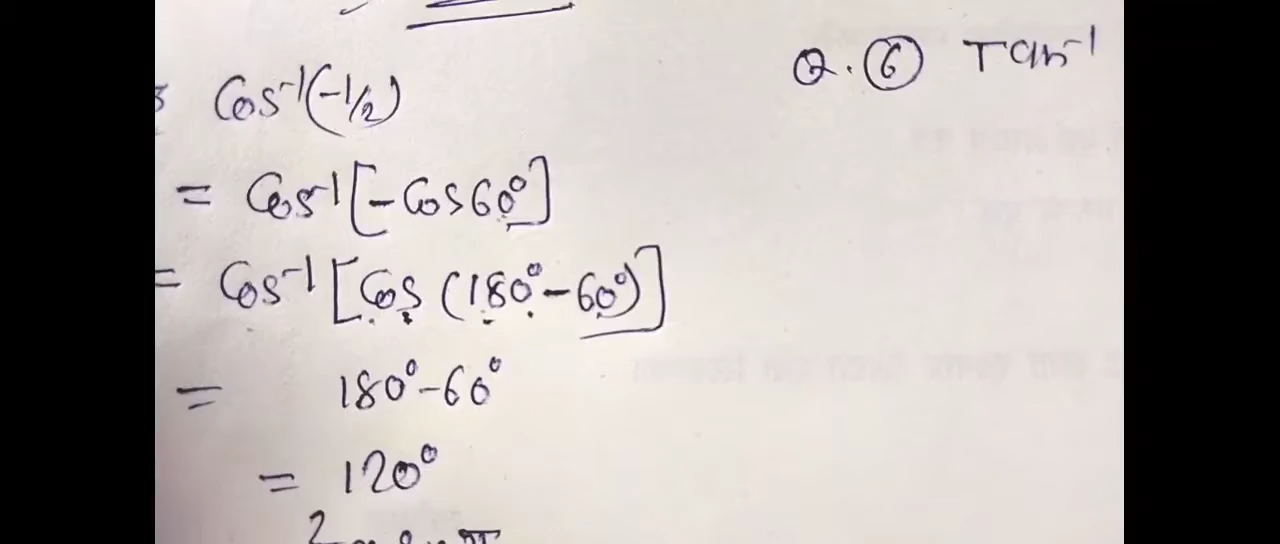 Cos⁻¹(-1/2)
= Cos⁻¹[-Cos60°]
= Cos⁻¹[Cos (180°-60°)]
= 180°-60°
= 120°
Q. 6 Tan⁻¹